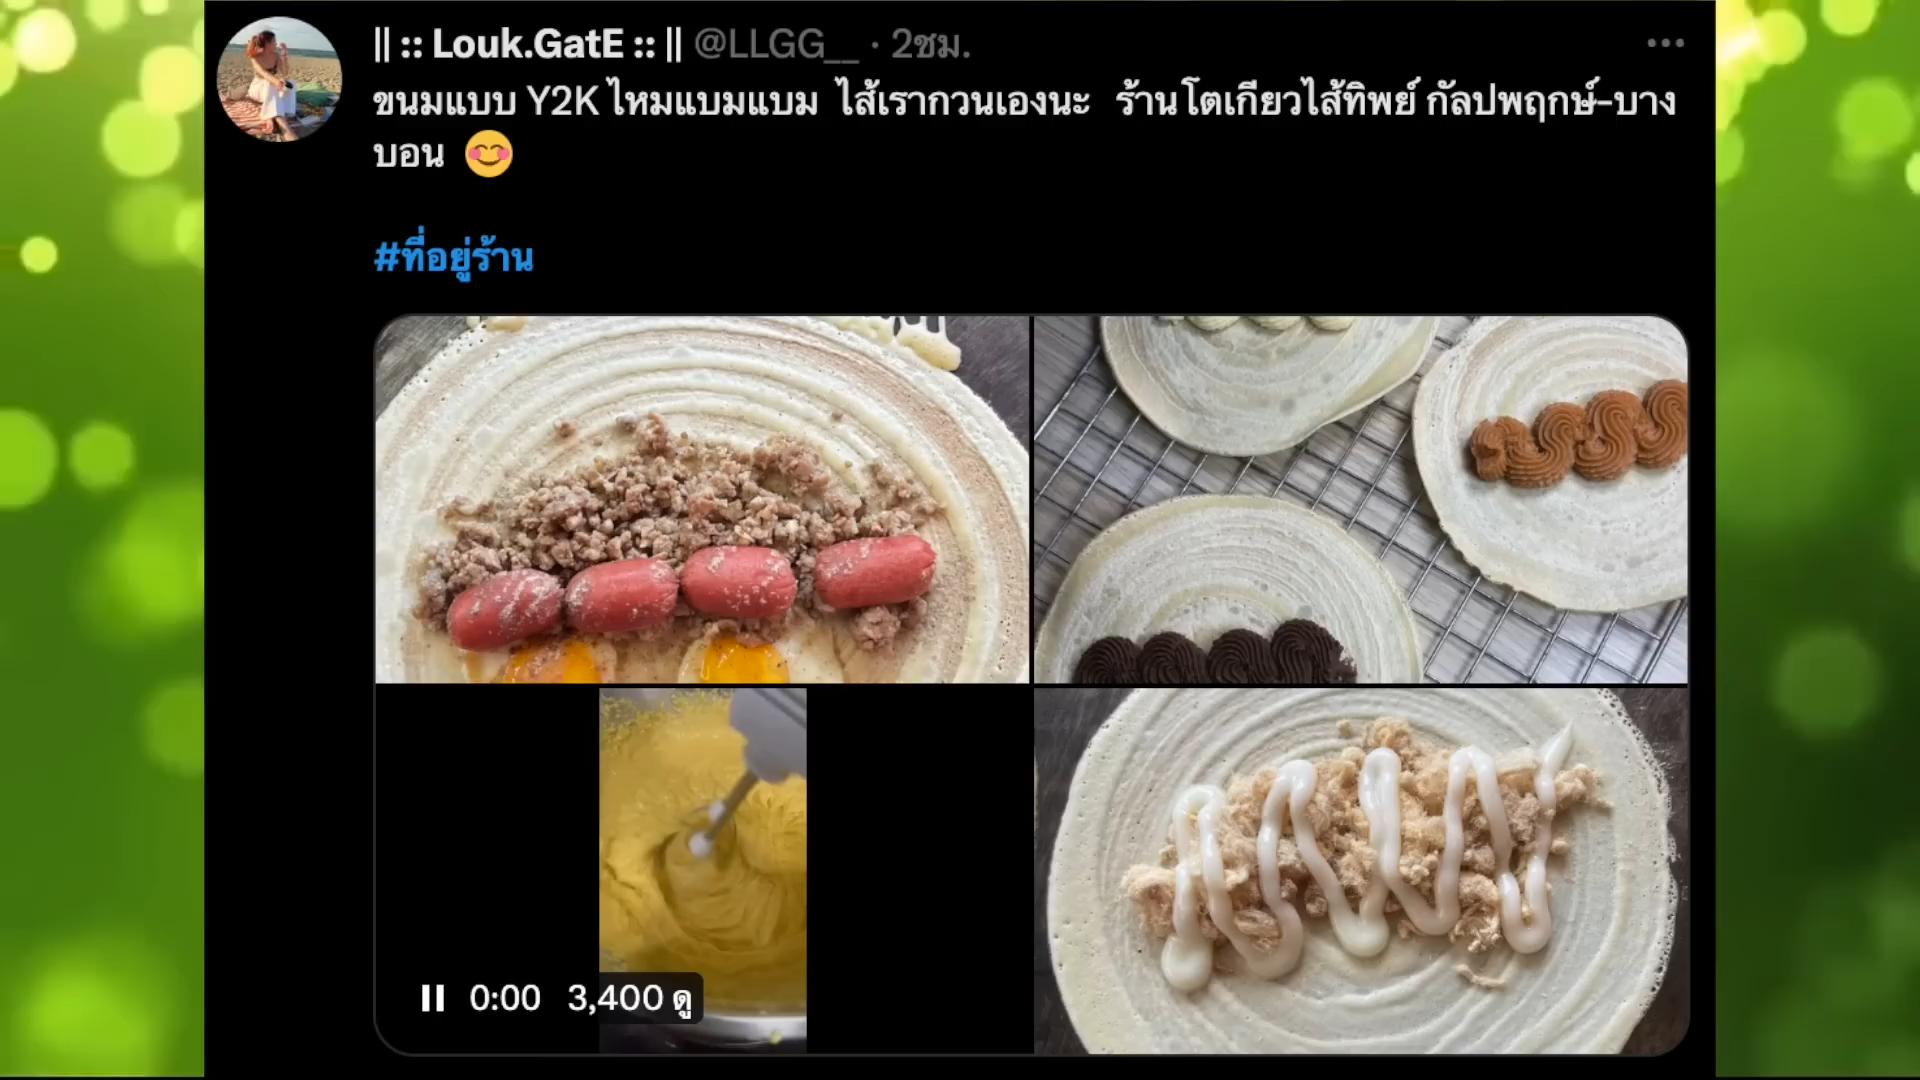 || :: Louk.GatE :: || @LLGG__ · 2ชม.
ขนมแบบ Y2K ไหมแบมแบม ไส้เรากวนเองนะ ร้านโตเกียวไส้ทิพย์ กัลปพฤกษ์-บาง
บอน 😊
#ที่อยู่ร้าน
0:00 3,400 ดู